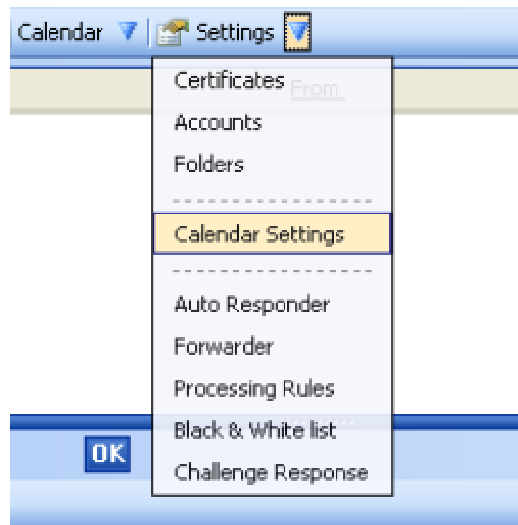 Calendar Settings
Certificates
From
Accounts
Folders
Calendar Settings
Auto Responder
Forwarder
Processing Rules
Black & White list
OK
Challenge Response